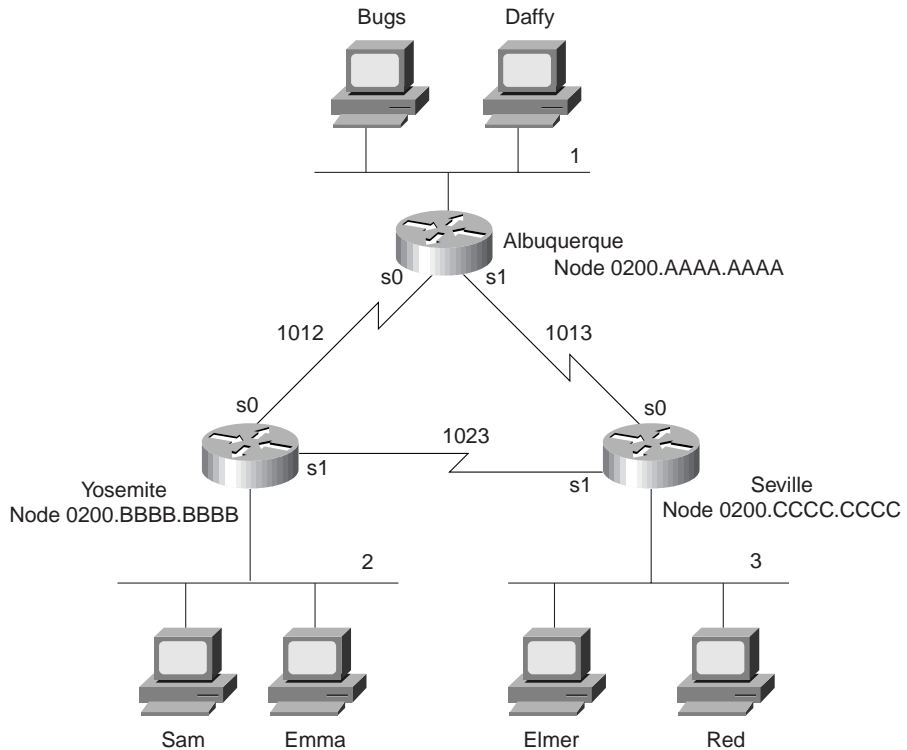 Bugs
Daffy
1
Albuquerque
Node 0200.AAAA.AAAA
s0
s1
1012
1013
s0
s0
1023
s1
s1
Yosemite
Node 0200.BBBB.BBBB
Seville
Node 0200.CCCC.CCCC
2
3
Sam
Emma
Elmer
Red